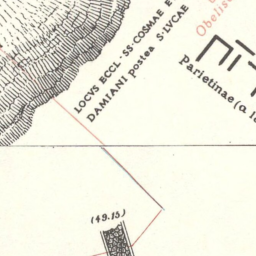 LOCVS ECCL · SS·COSMAE E
DAMIANI postea S·LVCAE
Obelis
Parietinae (a
(49.15)